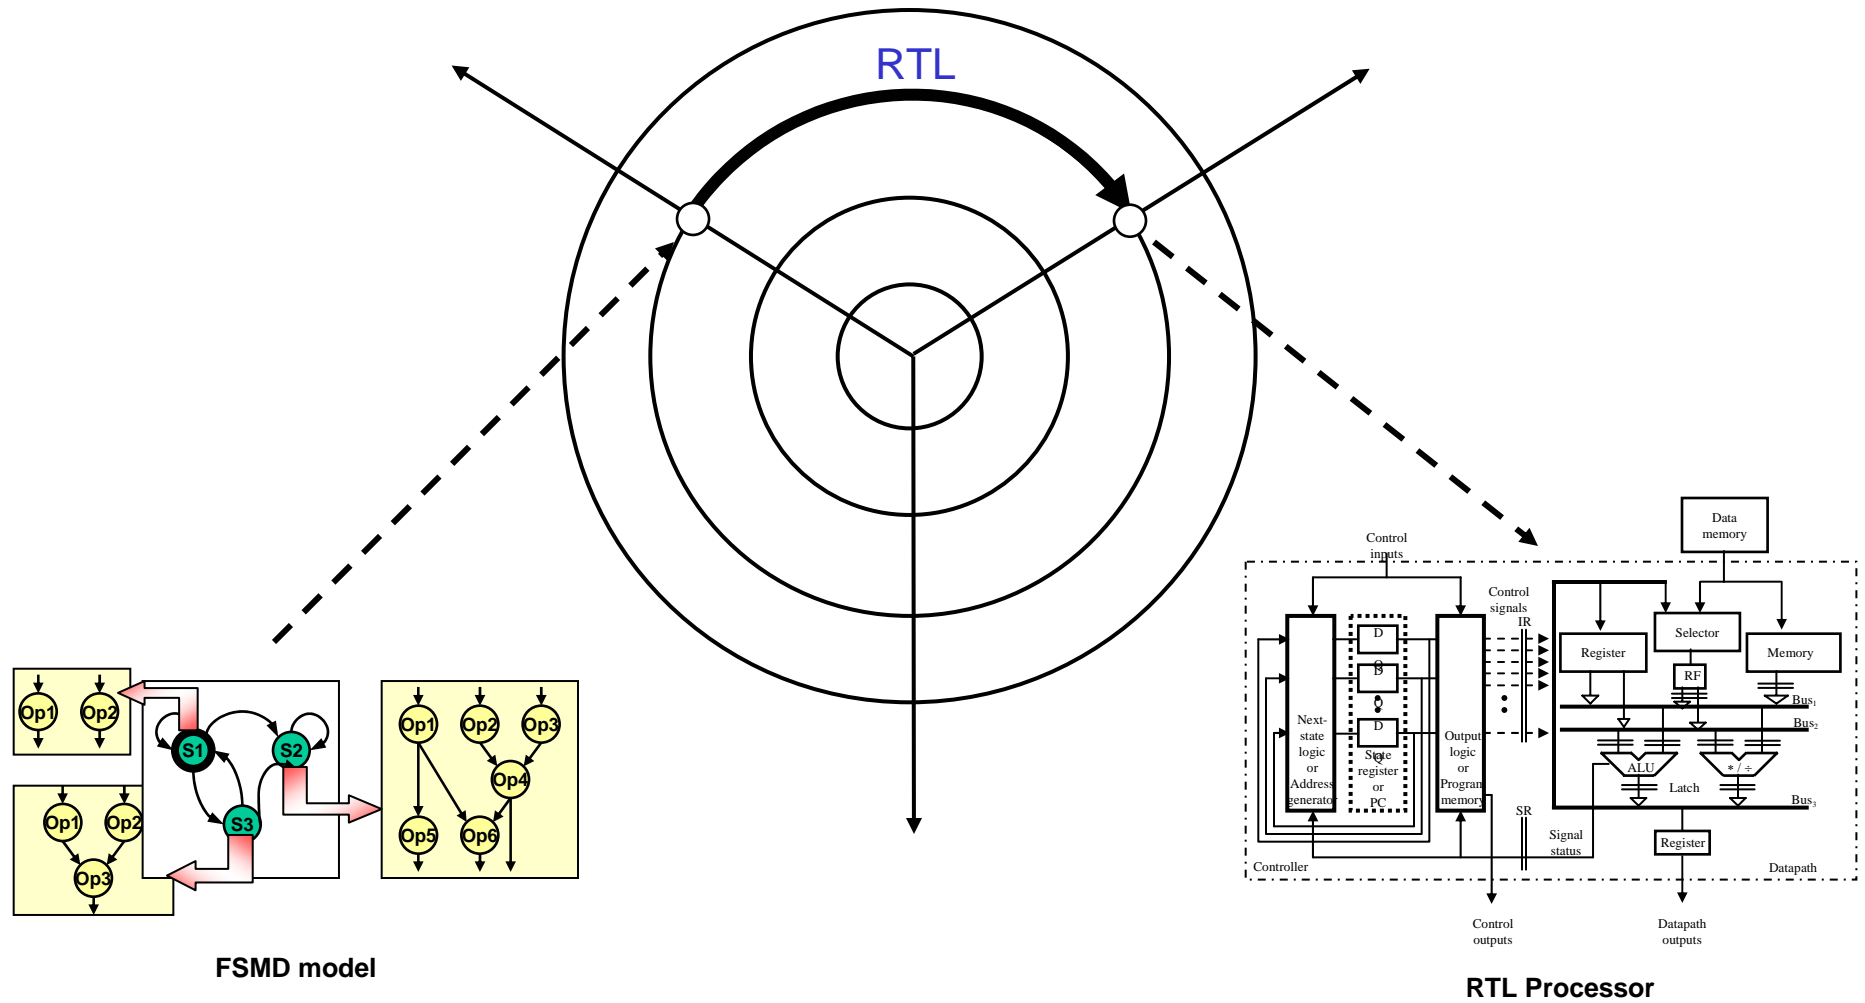 RTL
Data
memory
Control
inputs
Control
signals
IR
D
Q
D
Q
D
Q
Selector
Register
Memory
RF
Bus1
Bus2
Next-
state
logic
or
Address
generator
State
register
or
PC
Output
logic
or
Program
memory
ALU
* / ÷
Latch
Bus3
SR
Signal
status
Register
Controller
Datapath
Control
outputs
Datapath
outputs
RTL Processor
Op1 Op2
S1
S2
S3
Op1 Op2
Op3
Op1 Op2 Op3
Op4
Op5 Op6
FSMD model